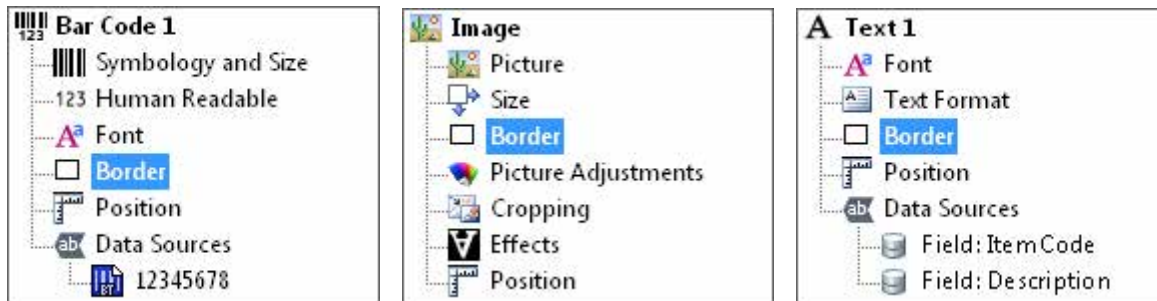 Bar Code 1
Symbology and Size
123 Human Readable
Font
Border
Position
Data Sources
12345678
Image
Picture
Size
Border
Picture Adjustments
Cropping
Effects
Position
A Text 1
Font
Text Format
Border
Position
Data Sources
Field: ItemCode
Field: Description